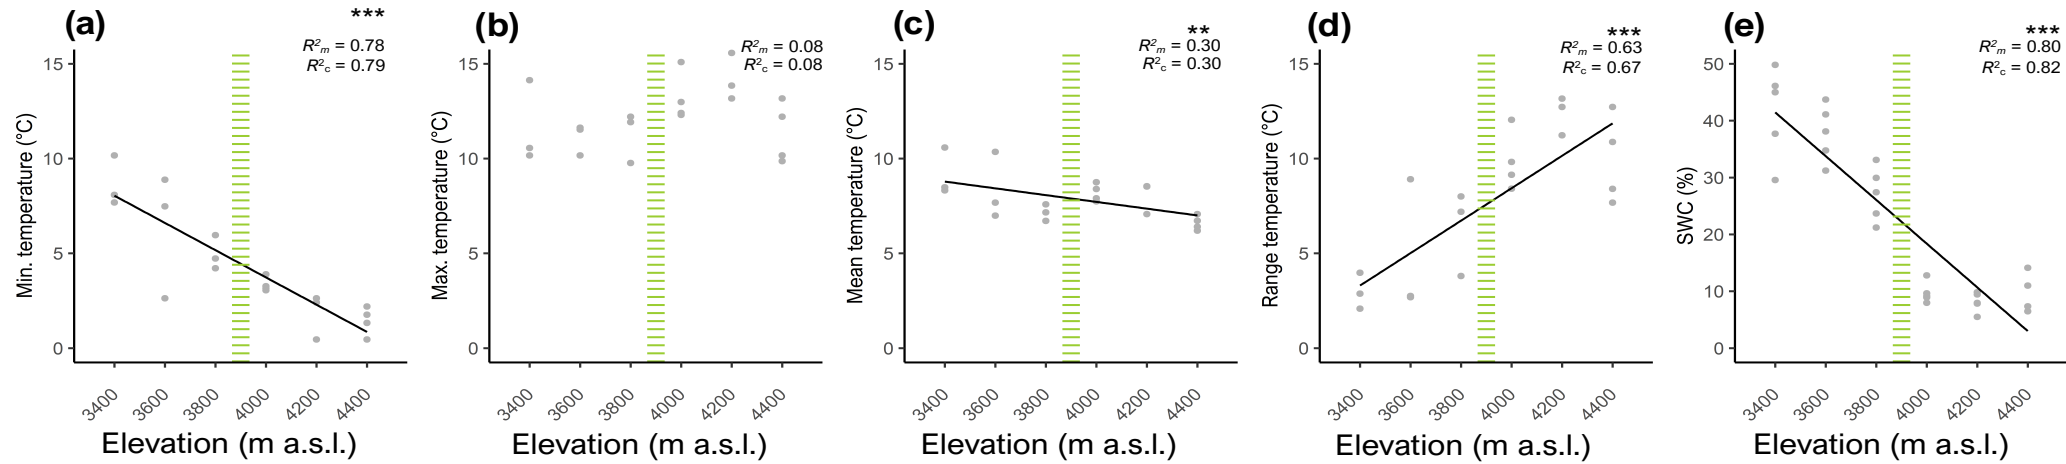 (a)
***
R²m = 0.78
R²c = 0.79
Min. temperature (°C)
15
10
5
0
3400
3600
3800
4000
4200
4400
Elevation (m a.s.l.)
(b)
R²m = 0.08
R²c = 0.08
Max. temperature (°C)
15
10
5
0
3400
3600
3800
4000
4200
4400
Elevation (m a.s.l.)
(c)
**
R²m = 0.30
R²c = 0.30
Mean temperature (°C)
15
10
5
0
3400
3600
3800
4000
4200
4400
Elevation (m a.s.l.)
(d)
***
R²m = 0.63
R²c = 0.67
Range temperature (°C)
15
10
5
0
3400
3600
3800
4000
4200
4400
Elevation (m a.s.l.)
(e)
***
R²m = 0.80
R²c = 0.82
SWC (%)
50
40
30
20
10
0
3400
3600
3800
4000
4200
4400
Elevation (m a.s.l.)